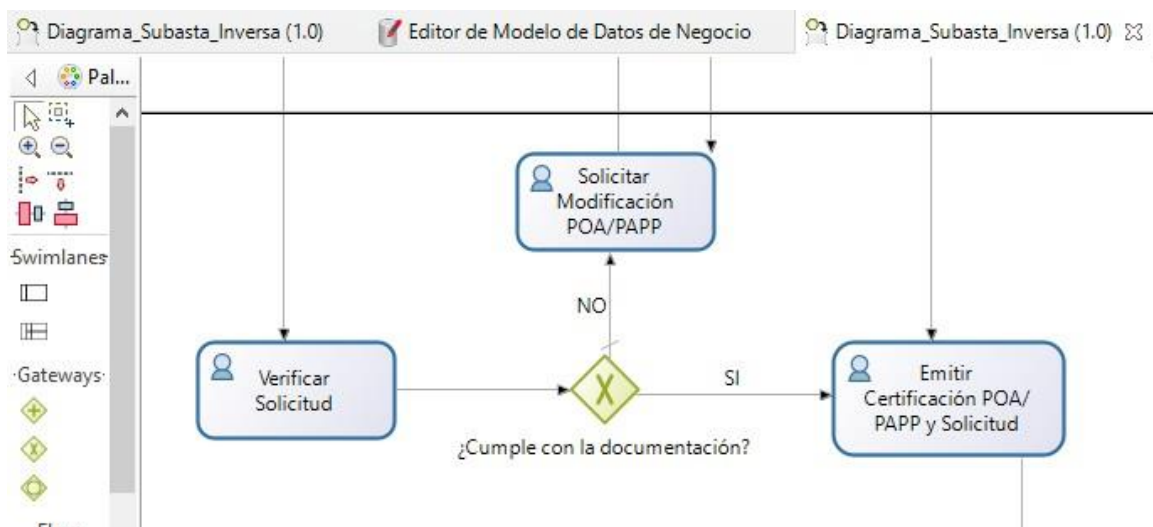 Diagrama_Subasta_Inversa (1.0)
Editor de Modelo de Datos de Negocio
Diagrama_Subasta_Inversa (1.0)
Pal...
Swimlanes
Gateways
Solicitar
Modificación
POA/PAPP
NO
Verificar
Solicitud
SI
Emitir
Certificación POA/
PAPP y Solicitud
¿Cumple con la documentación?